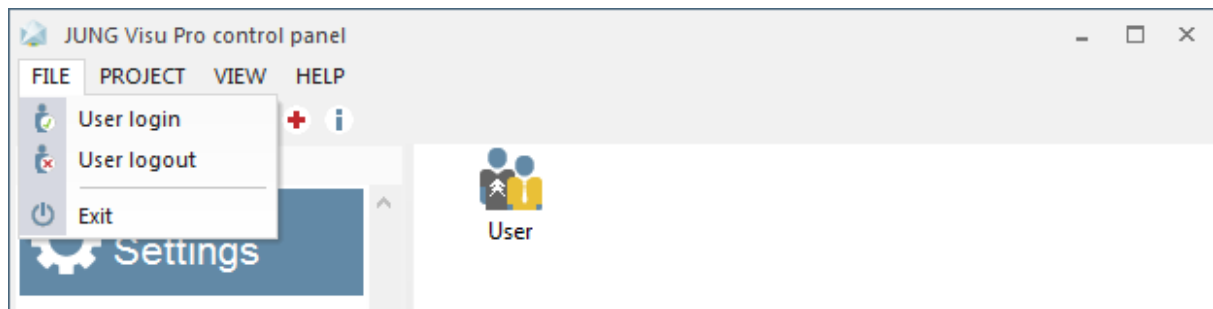 JUNG Visu Pro control panel
FILE PROJECT VIEW HELP
User login
User logout
Exit
Settings
User